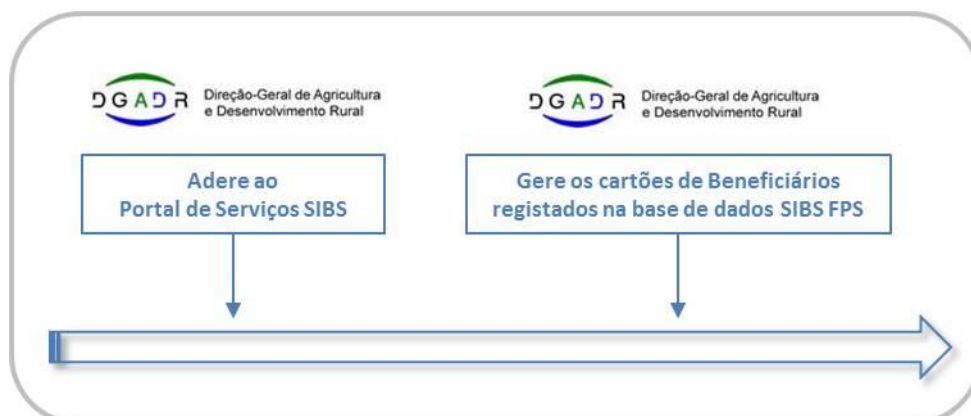 DGADR
Direção-Geral de Agricultura
e Desenvolvimento Rural
DGADR
Direção-Geral de Agricultura
e Desenvolvimento Rural
Adere ao
Portal de Serviços SIBS
Gere os cartões de Beneficiários
registados na base de dados SIBS FPS